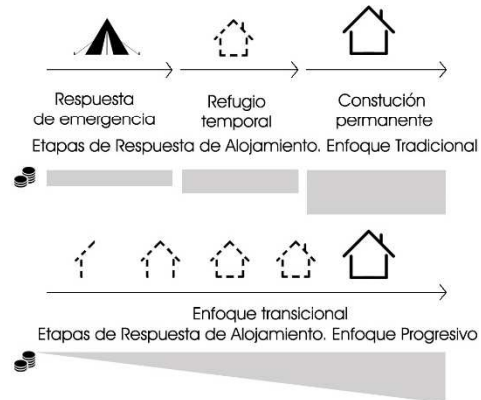 Respuesta
de emergencia
Refugio
temporal
Constución
permanente
Etapas de Respuesta de Alojamiento. Enfoque Tradicional
Enfoque transicional
Etapas de Respuesta de Alojamiento. Enfoque Progresivo